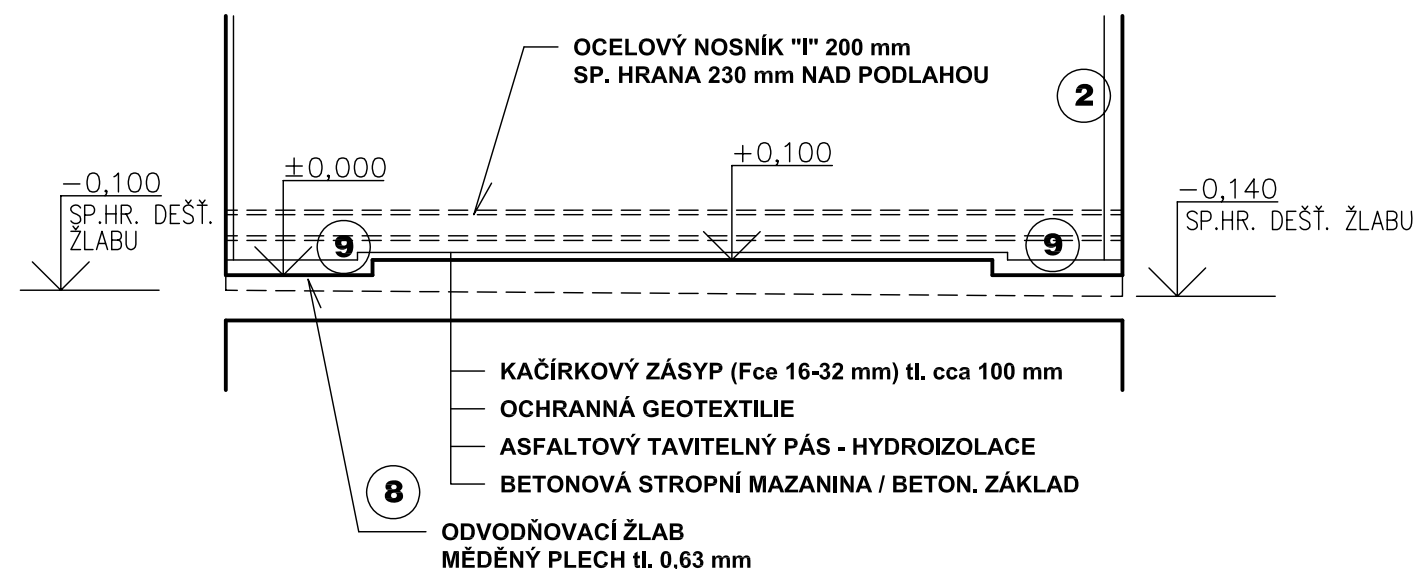 OCELOVÝ NOSNÍK "I" 200 mm
SP. HRANA 230 mm NAD PODLAHOU
2
±0,000
+0,100
-0,100
SP.HR. DEŠŤ.
ŽLABU
-0,140
SP.HR. DEŠŤ. ŽLABU
9
9
KAČÍRKOVÝ ZÁSYP (Fce 16-32 mm) tl. cca 100 mm
OCHRANNÁ GEOTEXTILIE
ASFALTOVÝ TAVITELNÝ PÁS - HYDROIZOLACE
BETONOVÁ STROPNÍ MAZANINA / BETON. ZÁKLAD
8
ODVODŇOVACÍ ŽLAB
MĚDĚNÝ PLECH tl. 0,63 mm